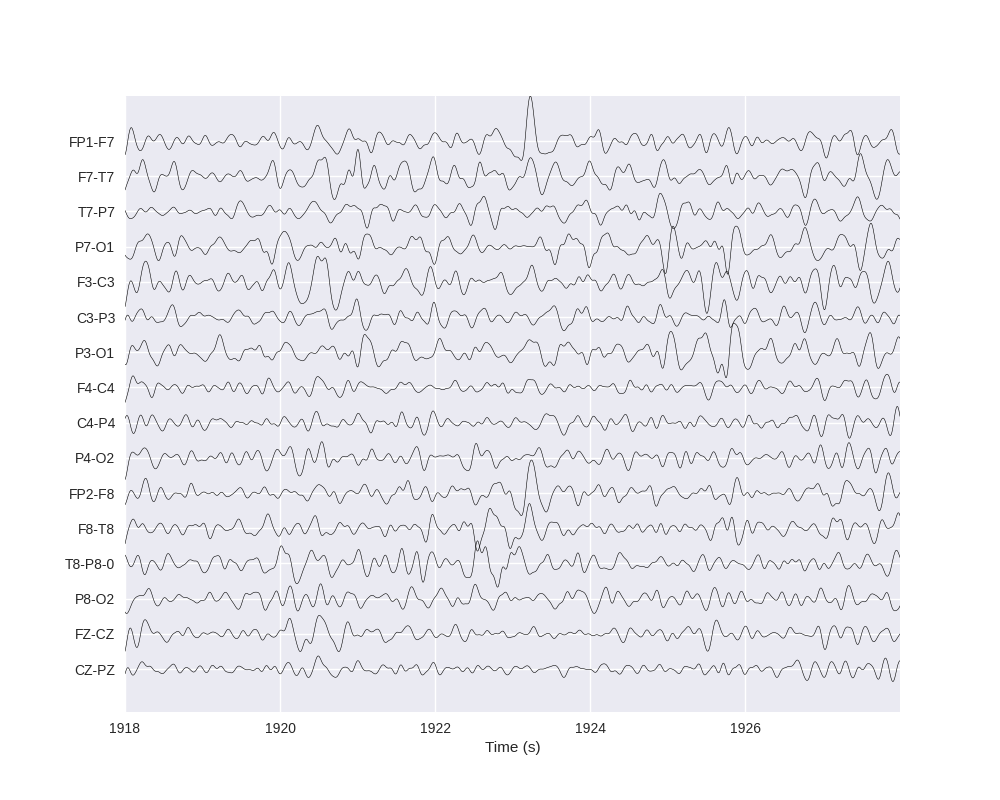 FP1-F7
F7-T7
T7-P7
P7-O1
F3-C3
C3-P3
P3-O1
F4-C4
C4-P4
P4-O2
FP2-F8
F8-T8
T8-P8-0
P8-O2
FZ-CZ
CZ-PZ
1918 1920 1922 1924 1926
Time (s)